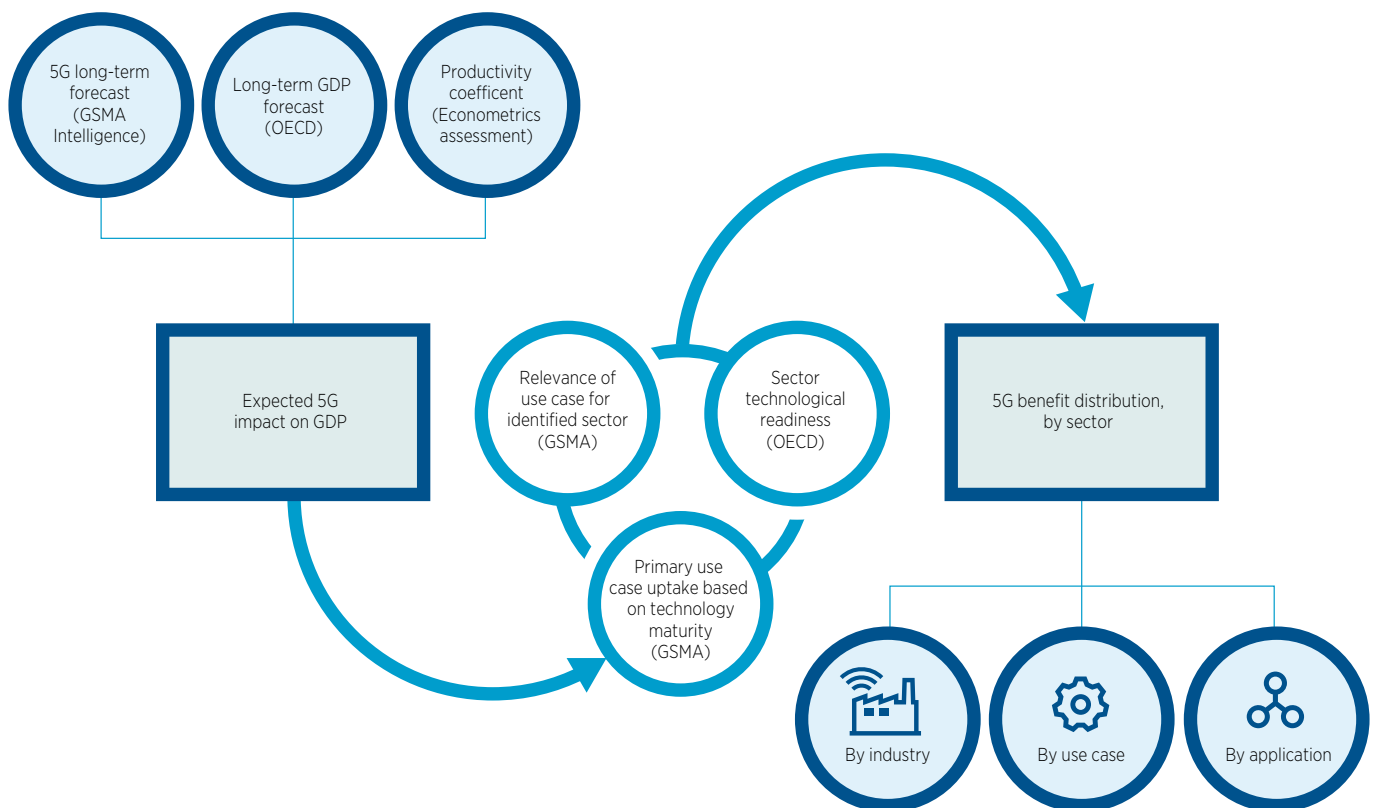 5G long-term
forecast
(GSMA
Intelligence)
Long-term GDP
forecast
(OECD)
Productivity
coefficent
(Econometrics
assessment)
Expected 5G
impact on GDP
Relevance of
use case for
identified sector
(GSMA)
Sector
technological
readiness
(OECD)
Primary use
case uptake based
on technology
maturity
(GSMA)
5G benefit distribution,
by sector
By industry
By use case
By application